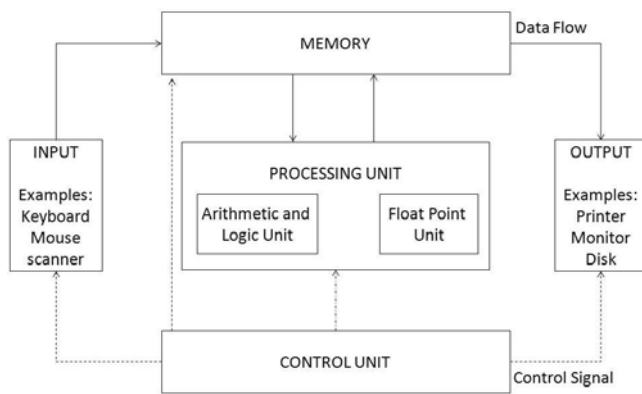 MEMORY
Data Flow
INPUT
Examples:
Keyboard
Mouse
scanner
PROCESSING UNIT
Arithmetic and
Logic Unit
Float Point
Unit
OUTPUT
Examples:
Printer
Monitor
Disk
CONTROL UNIT
Control Signal